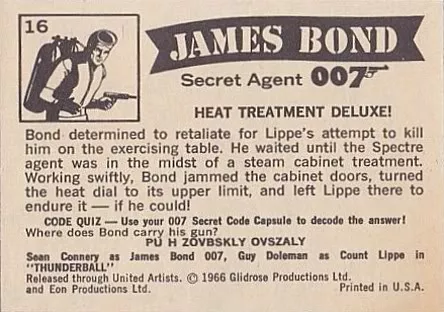 16
JAMES BOND
Secret Agent 007
HEAT TREATMENT DELUXE!
Bond determined to retaliate for Lippe's attempt to kill
him on the exercising table. He waited until the Spectre
agent was in the midst of a steam cabinet treatment.
Working swiftly, Bond jammed the cabinet doors, turned
the heat dial to its upper limit, and left Lippe there to
endure it — if he could!
CODE QUIZ — Use your 007 Secret Code Capsule to decode the answer!
Where does Bond carry his gun?
PU H ZOVBSKLY OVSZALY
Sean Connery as James Bond 007, Guy Doleman as Count Lippe in
"THUNDERBALL"
Released through United Artists. © 1966 Glidrose Productions Ltd.
and Eon Productions Ltd. Printed in U.S.A.